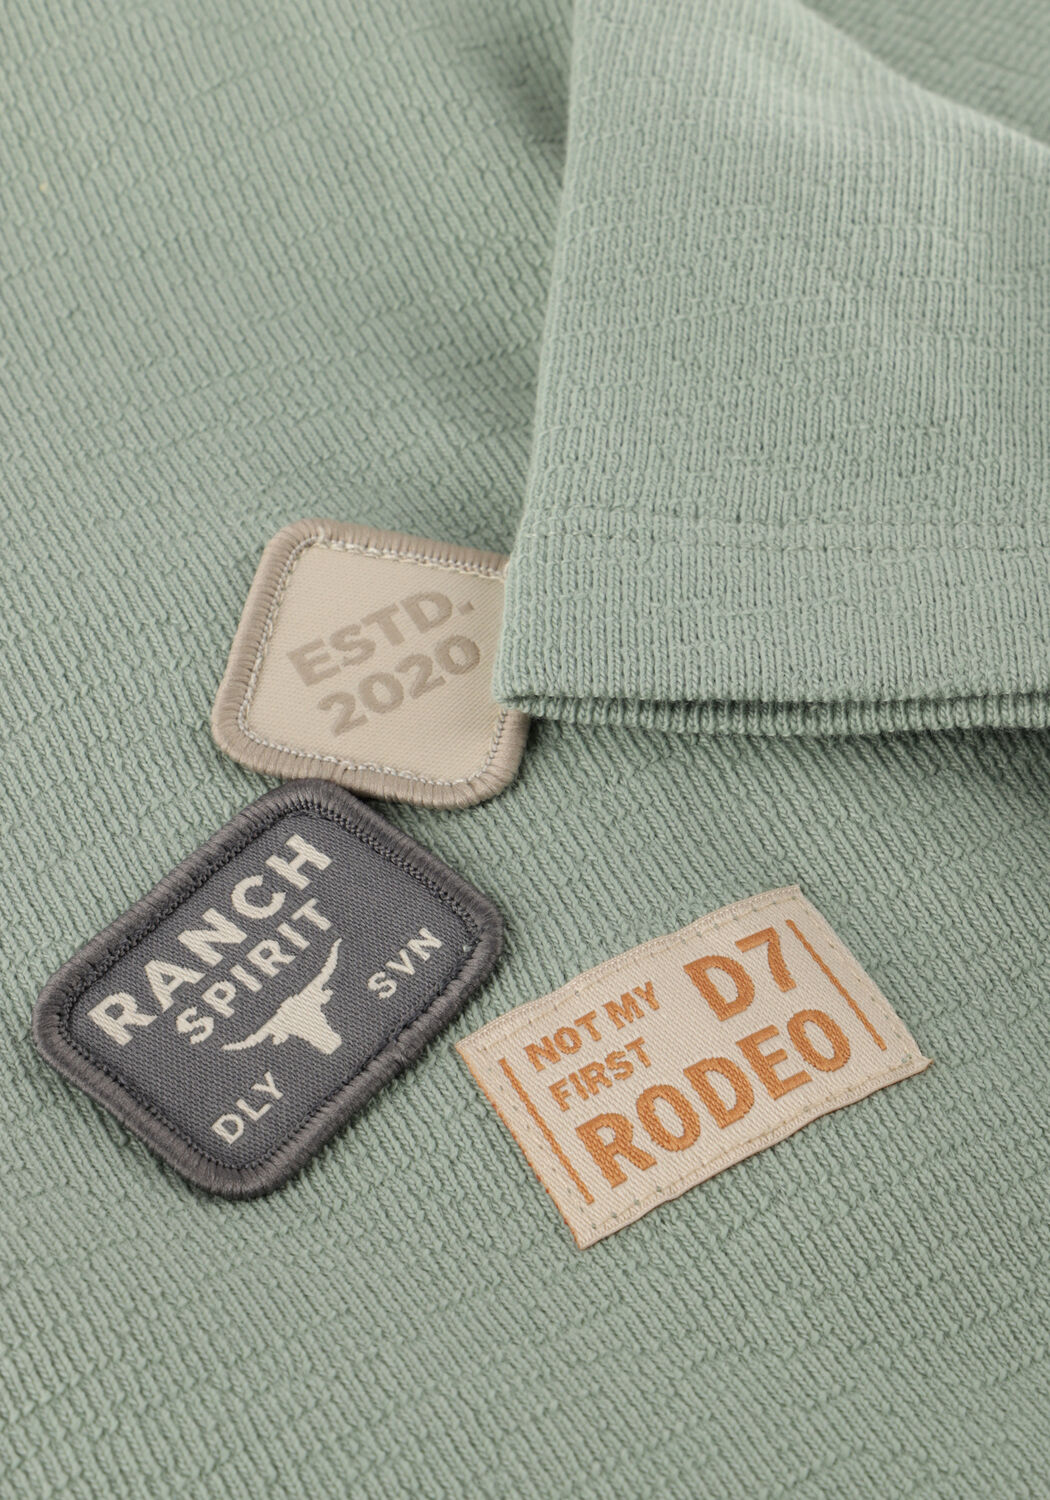 ESTD.
2020
RANCH
SPIRIT
DLY
SVN
NOT MY
FIRST
D7
RODEO